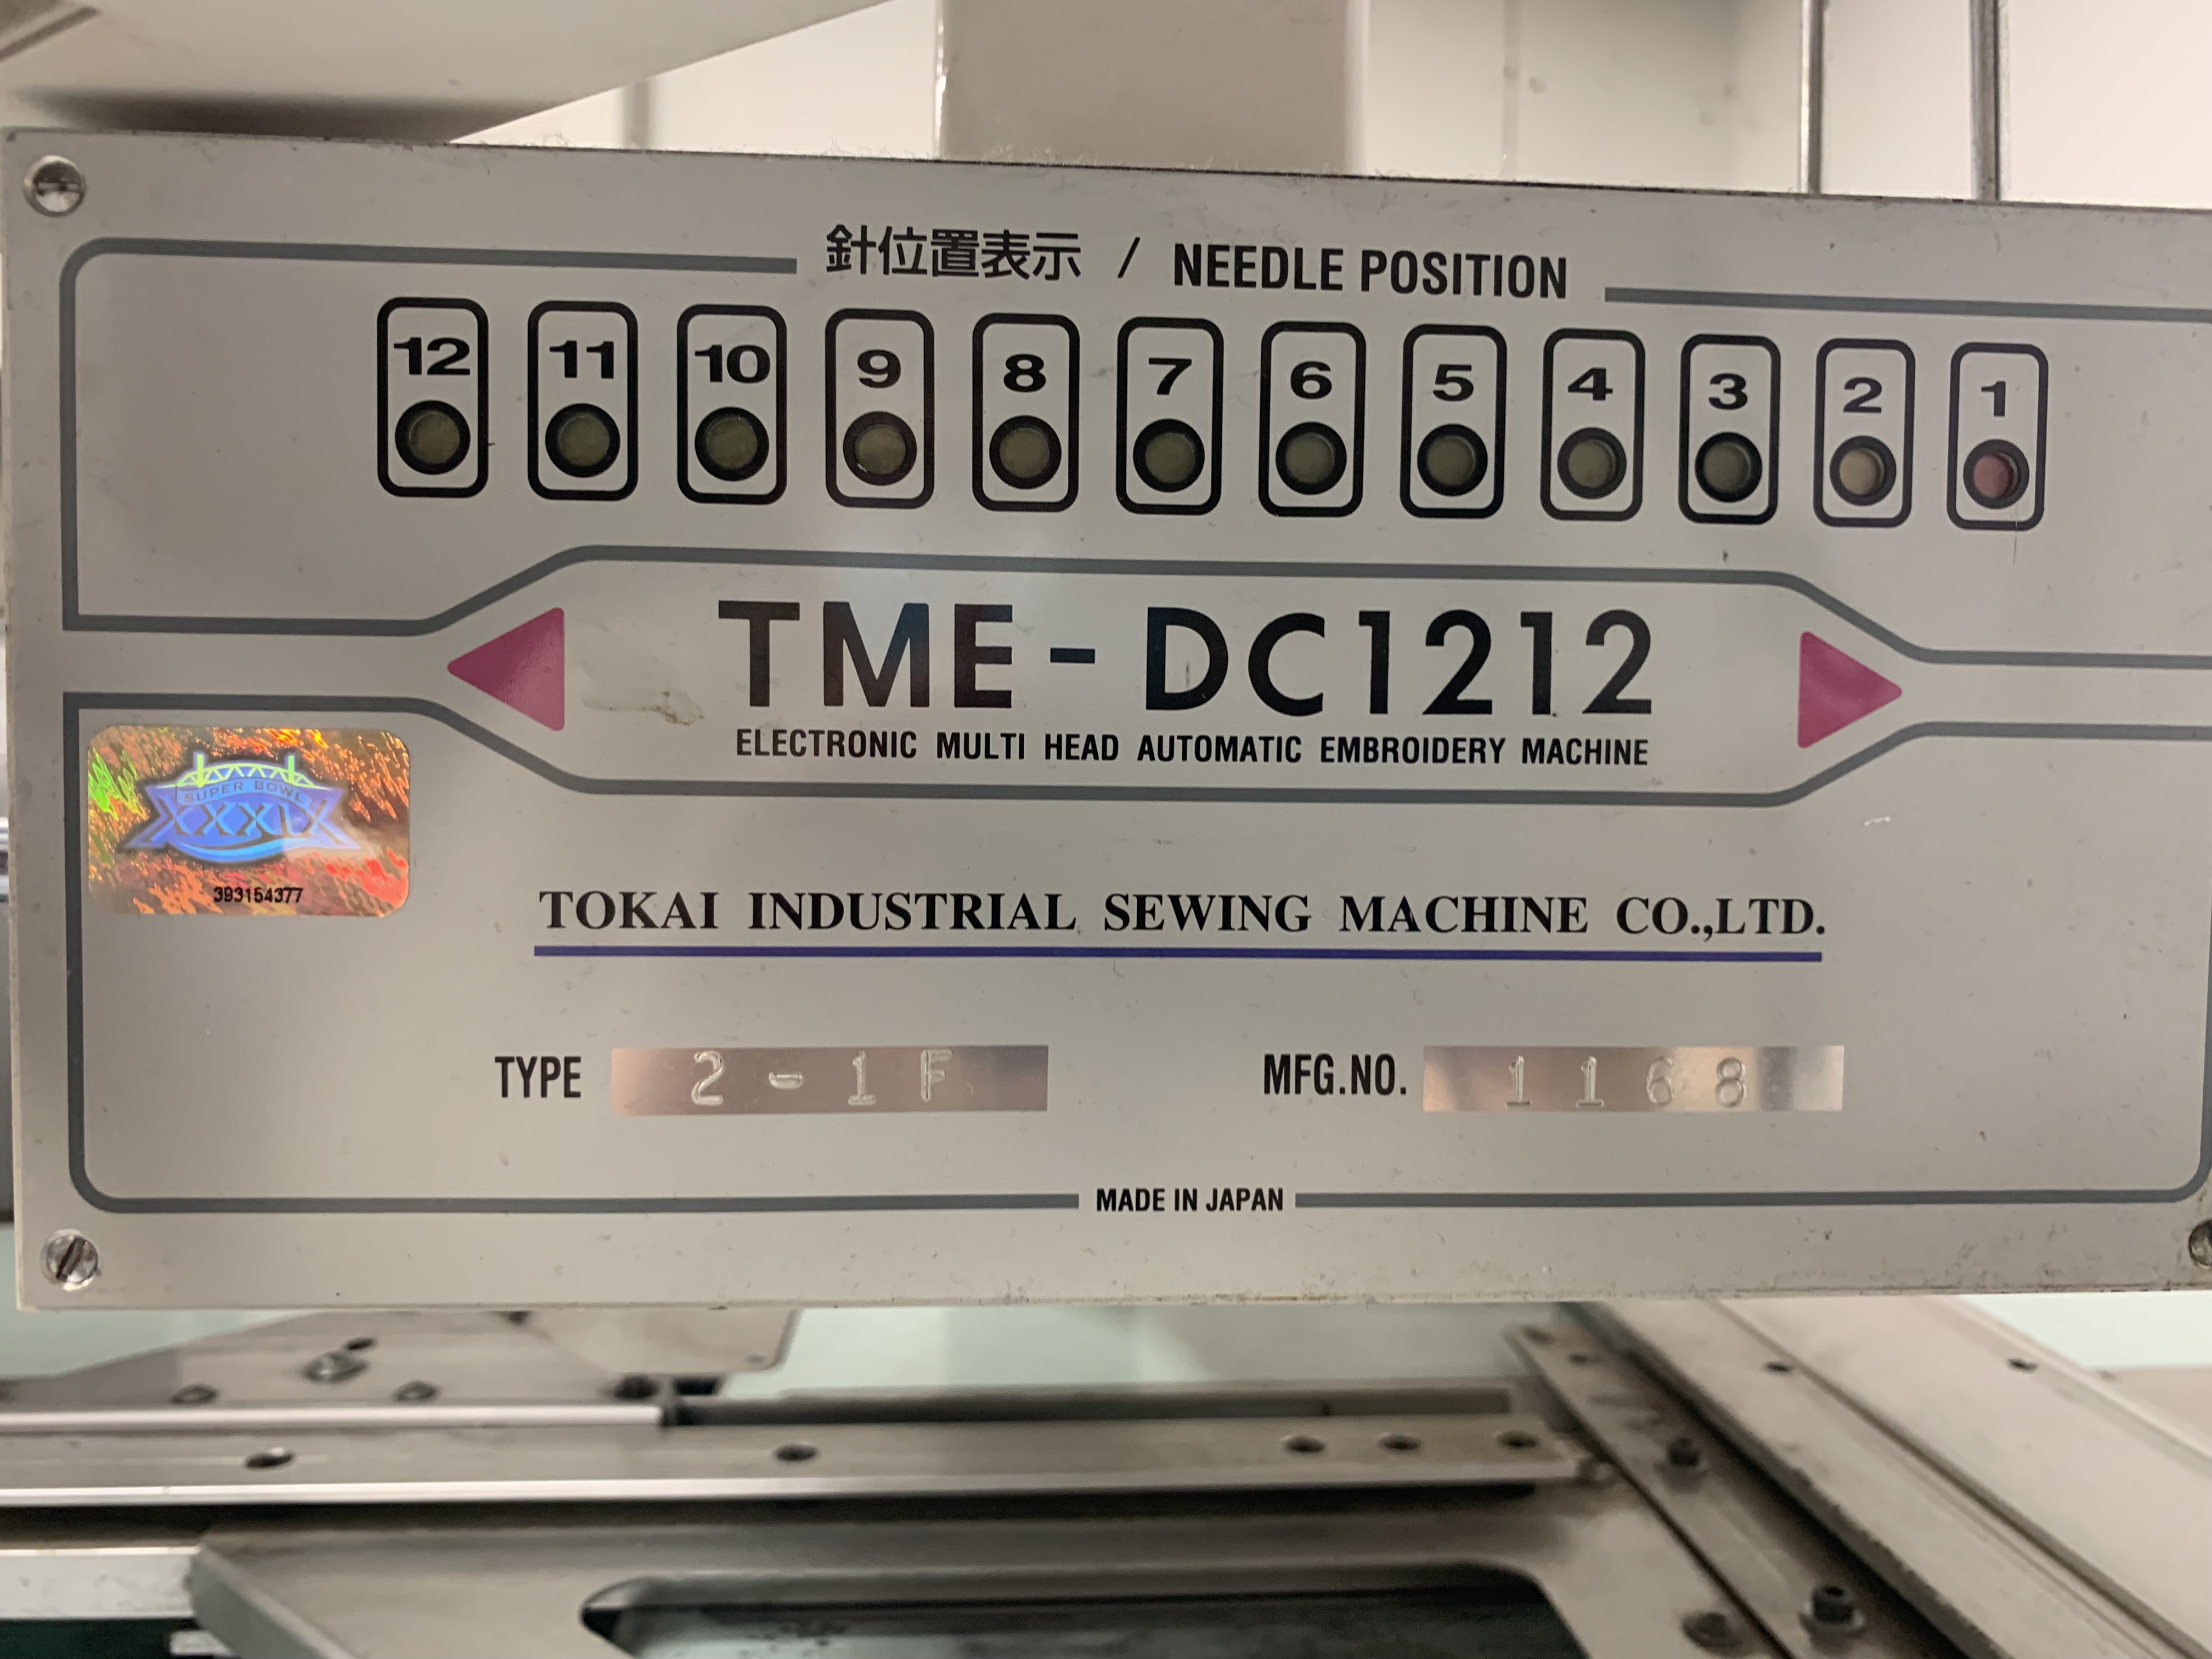 針位置表示 / NEEDLE POSITION
12 11 10 9 8 7 6 5 4 3 2 1
TME-DC1212
ELECTRONIC MULTI HEAD AUTOMATIC EMBROIDERY MACHINE
SUPER BOWL
XXXIX
393154377
TOKAI INDUSTRIAL SEWING MACHINE CO.,LTD.
TYPE 2-1F MFG.NO. 1168
MADE IN JAPAN